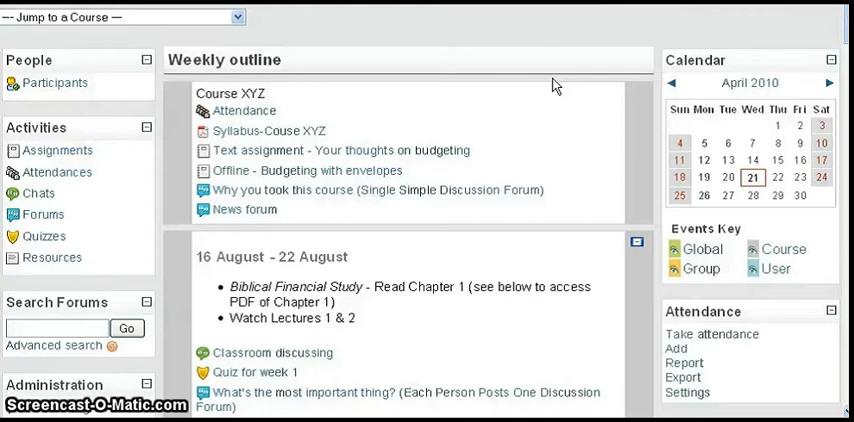 --- Jump to a Course ---
People
Participants
Activities
Assignments
Attendances
Chats
Forums
Quizzes
Resources
Search Forums
Go
Advanced search
Administration
Screencast-O-Matic.com
Weekly outline
Course XYZ
Attendance
Syllabus-Couse XYZ
Text assignment - Your thoughts on budgeting
Offline - Budgeting with envelopes
Why you took this course (Single Simple Discussion Forum)
News forum
16 August - 22 August
Biblical Financial Study - Read Chapter 1 (see below to access
PDF of Chapter 1)
Watch Lectures 1 & 2
Classroom discussing
Quiz for week 1
What's the most important thing? (Each Person Posts One Discussion
Forum)
Calendar
April 2010
Sun Mon Tue Wed Thu Fri Sat
1 2 3
4 5 6 7 8 9 10
11 12 13 14 15 16 17
18 19 20 21 22 23 24
25 26 27 28 29 30
Events Key
Global Course
Group User
Attendance
Take attendance
Add
Report
Export
Settings